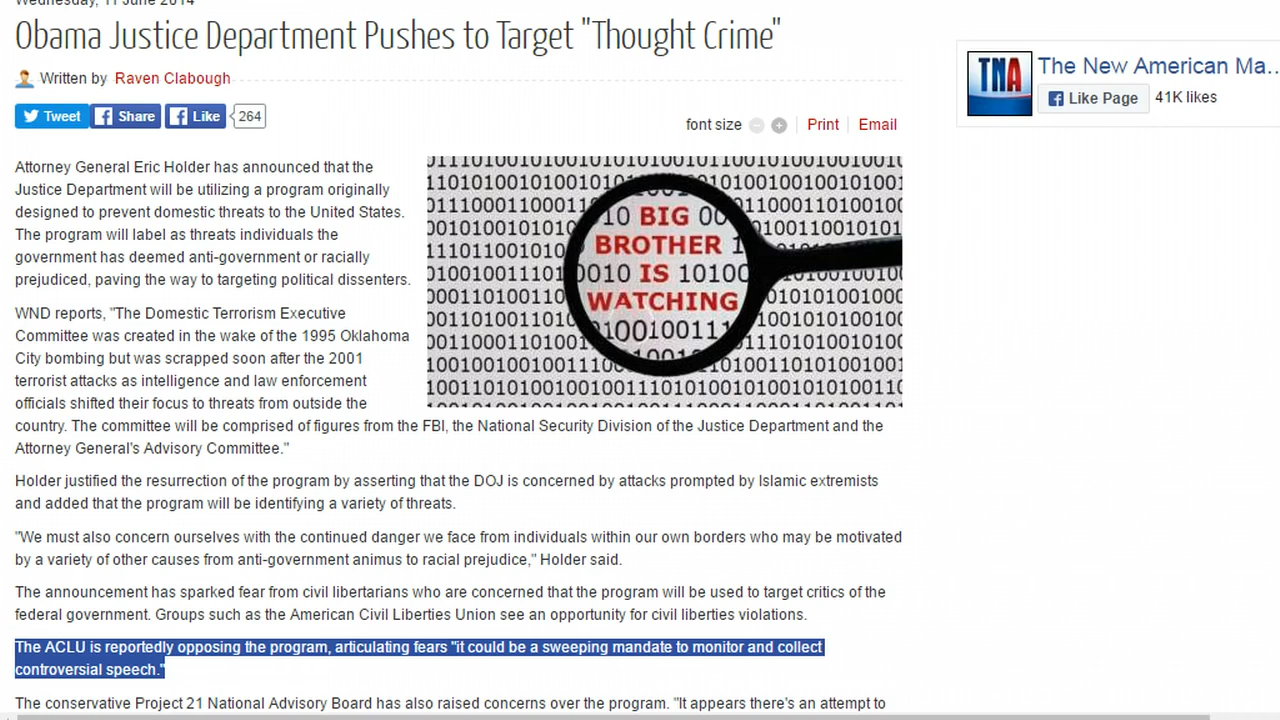 Wednesday, 11 June 2014
Obama Justice Department Pushes to Target "Thought Crime"
Written by Raven Clabough
Tweet Share Like 264
font size Print Email
TNA
The New American Ma...
Like Page 41K likes
Attorney General Eric Holder has announced that the
Justice Department will be utilizing a program originally
designed to prevent domestic threats to the United States.
The program will label as threats individuals the
government has deemed anti-government or racially
prejudiced, paving the way to targeting political dissenters.
BIG
BROTHER
IS
WATCHING
WND reports, "The Domestic Terrorism Executive
Committee was created in the wake of the 1995 Oklahoma
City bombing but was scrapped soon after the 2001
terrorist attacks as intelligence and law enforcement
officials shifted their focus to threats from outside the
country. The committee will be comprised of figures from the FBI, the National Security Division of the Justice Department and the
Attorney General's Advisory Committee."
Holder justified the resurrection of the program by asserting that the DOJ is concerned by attacks prompted by Islamic extremists
and added that the program will be identifying a variety of threats.
"We must also concern ourselves with the continued danger we face from individuals within our own borders who may be motivated
by a variety of other causes from anti-government animus to racial prejudice," Holder said.
The announcement has sparked fear from civil libertarians who are concerned that the program will be used to target critics of the
federal government. Groups such as the American Civil Liberties Union see an opportunity for civil liberties violations.
The ACLU is reportedly opposing the program, articulating fears "it could be a sweeping mandate to monitor and collect
controversial speech."
The conservative Project 21 National Advisory Board has also raised concerns over the program. "It appears there's an attempt to